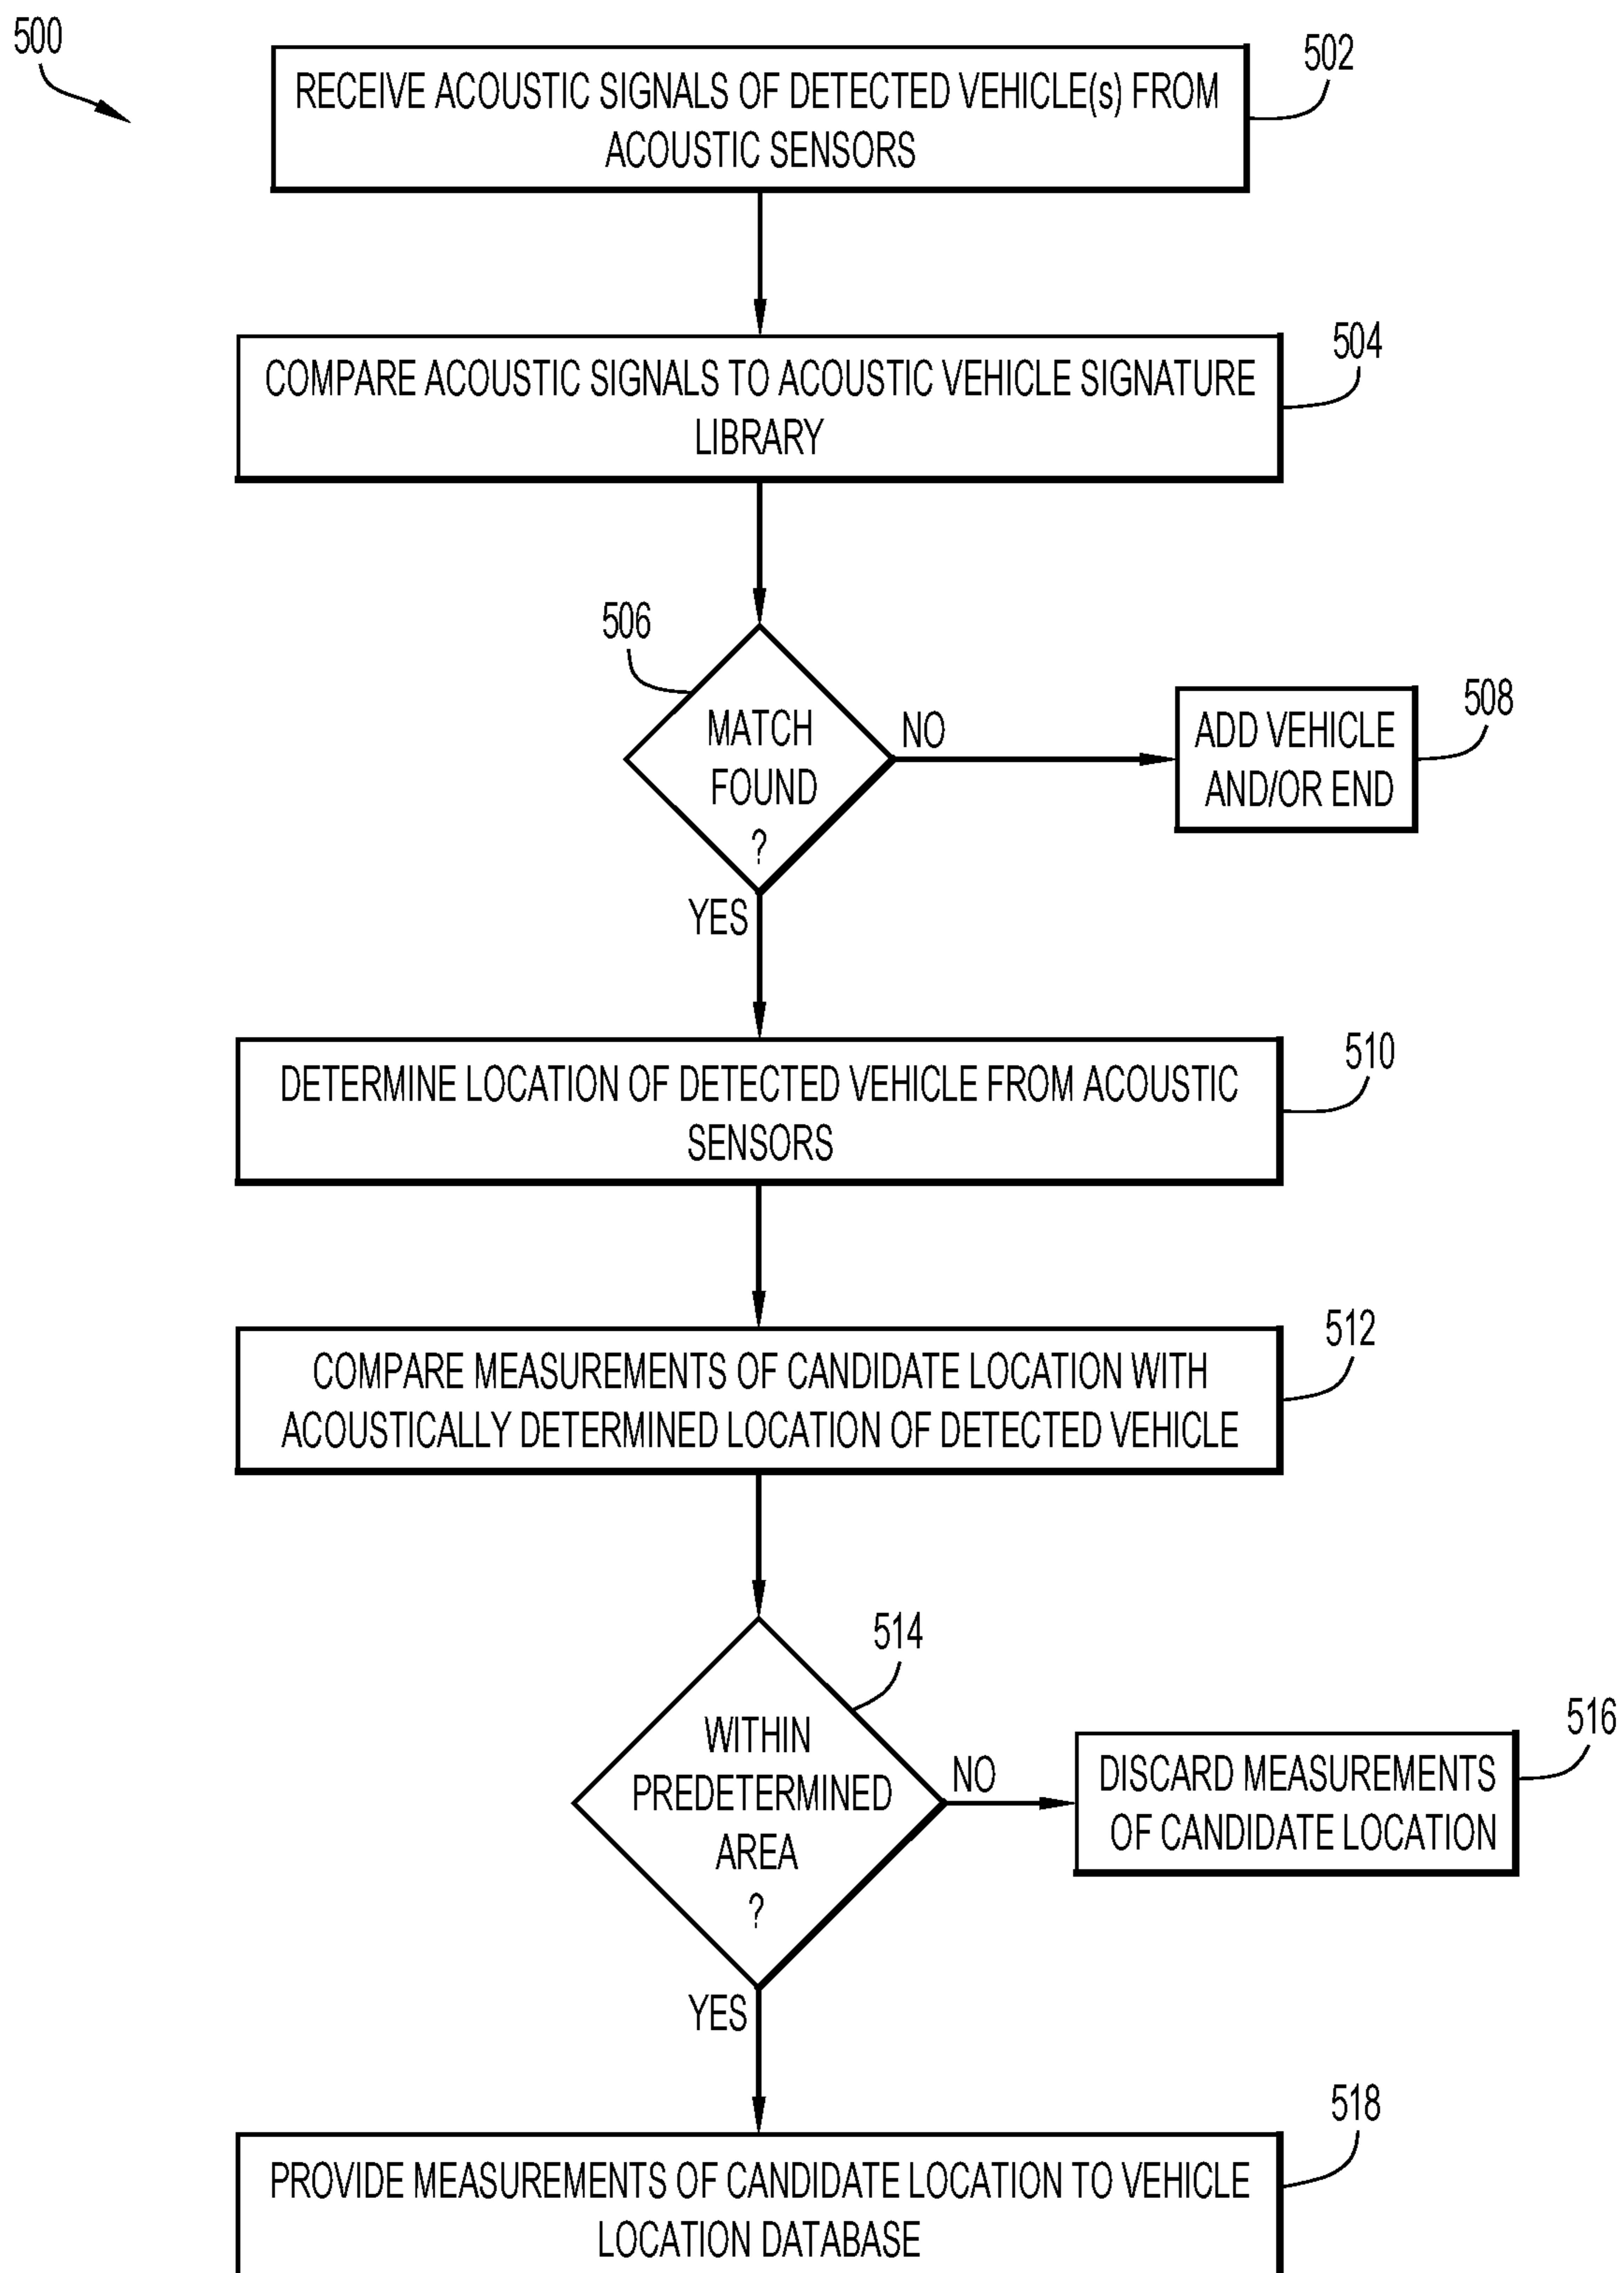 500
502
RECEIVE ACOUSTIC SIGNALS OF DETECTED VEHICLE(s) FROM
ACOUSTIC SENSORS
504
COMPARE ACOUSTIC SIGNALS TO ACOUSTIC VEHICLE SIGNATURE
LIBRARY
506
MATCH
FOUND
?
NO
508
ADD VEHICLE
AND/OR END
YES
510
DETERMINE LOCATION OF DETECTED VEHICLE FROM ACOUSTIC
SENSORS
512
COMPARE MEASUREMENTS OF CANDIDATE LOCATION WITH
ACOUSTICALLY DETERMINED LOCATION OF DETECTED VEHICLE
514
WITHIN
PREDETERMINED
AREA
?
NO
516
DISCARD MEASUREMENTS
OF CANDIDATE LOCATION
YES
518
PROVIDE MEASUREMENTS OF CANDIDATE LOCATION TO VEHICLE
LOCATION DATABASE